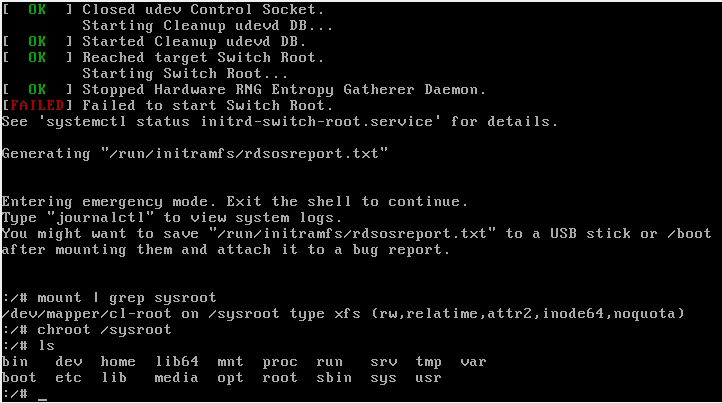 [  OK  ] Closed udev Control Socket.
         Starting Cleanup udevd DB...
[  OK  ] Started Cleanup udevd DB.
[  OK  ] Reached target Switch Root.
         Starting Switch Root...
[  OK  ] Stopped Hardware RNG Entropy Gatherer Daemon.
[FAILED] Failed to start Switch Root.
See 'systemctl status initrd-switch-root.service' for details.
Generating "/run/initramfs/rdsosreport.txt"
Entering emergency mode. Exit the shell to continue.
Type "journalctl" to view system logs.
You might want to save "/run/initramfs/rdsosreport.txt" to a USB stick or /boot
after mounting them and attach it to a bug report.
:/# mount | grep sysroot
/dev/mapper/cl-root on /sysroot type xfs (rw,relatime,attr2,inode64,noquota)
:/# chroot /sysroot
:/# ls
bin   dev  home  lib64  mnt  proc  run   srv  tmp  var
boot  etc  lib   media  opt  root  sbin  sys  usr
:/# _